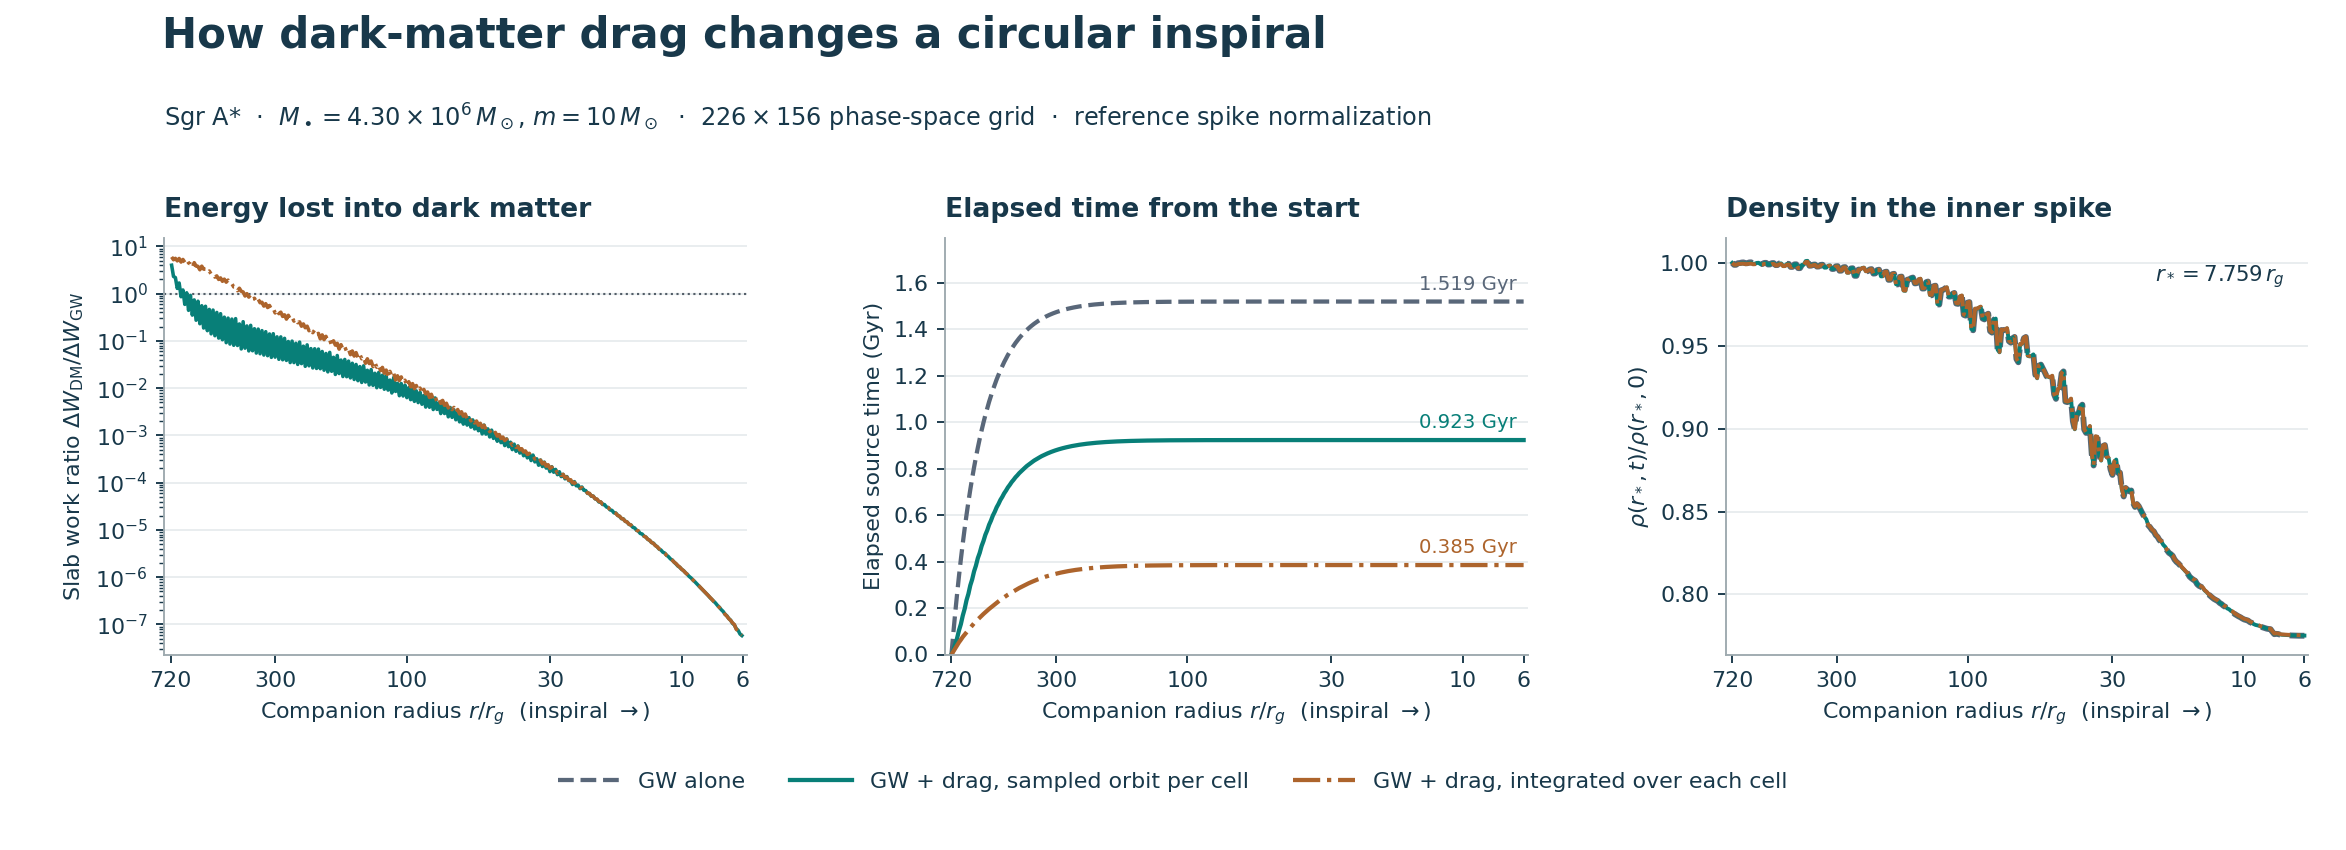 How dark-matter drag changes a circular inspiral
Sgr A* · M• = 4.30 × 10⁶ M⊙, m = 10 M⊙ · 226 × 156 phase-space grid · reference spike normalization
Energy lost into dark matter
Slab work ratio ΔW_DM/ΔW_GW
10¹
10⁰
10⁻¹
10⁻²
10⁻³
10⁻⁴
10⁻⁵
10⁻⁶
10⁻⁷
720 300 100 30 10 6
Companion radius r/r_g (inspiral →)
Elapsed time from the start
Elapsed source time (Gyr)
1.6
1.4
1.2
1.0
0.8
0.6
0.4
0.2
0.0
1.519 Gyr
0.923 Gyr
0.385 Gyr
720 300 100 30 10 6
Companion radius r/r_g (inspiral →)
Density in the inner spike
ρ(r_*, t)/ρ(r_*, 0)
1.00
0.95
0.90
0.85
0.80
r_* = 7.759 r_g
720 300 100 30 10 6
Companion radius r/r_g (inspiral →)
GW alone
GW + drag, sampled orbit per cell
GW + drag, integrated over each cell